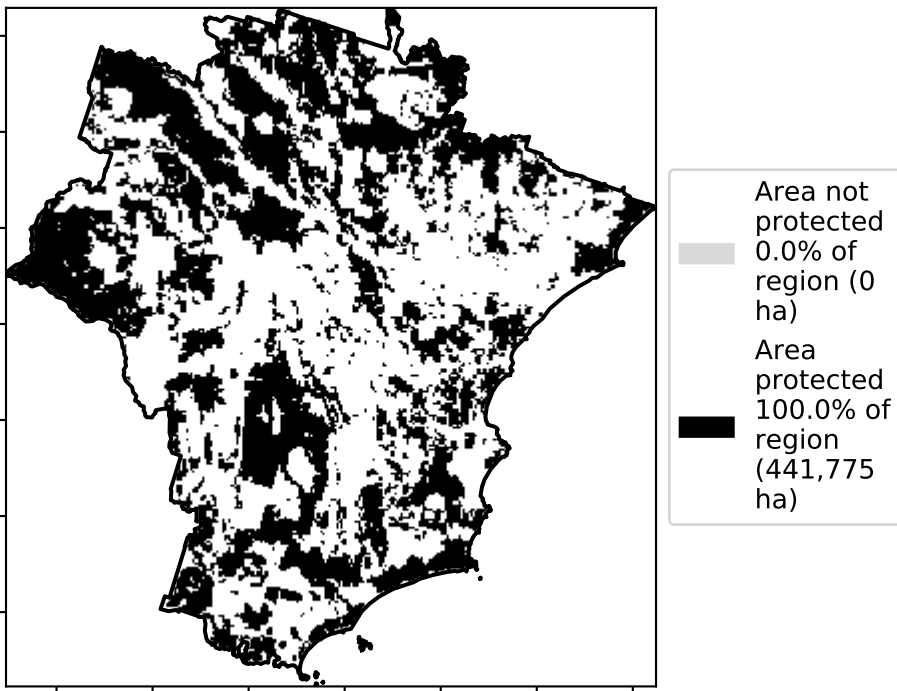 Area not
protected
0.0% of
region (0
ha)
Area
protected
100.0% of
region
(441,775
ha)